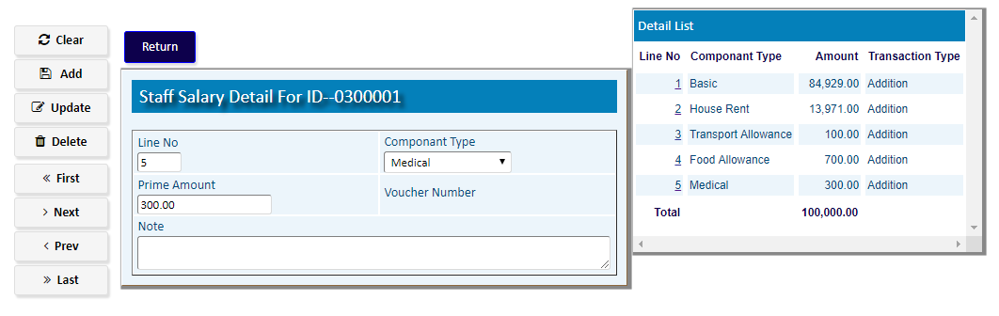 Clear
Add
Update
Delete
First
Next
Prev
Last
Return
Staff Salary Detail For ID--0300001
Line No
5
Componant Type
Medical
Prime Amount
300.00
Voucher Number
Note
Detail List
Line No Componant Type Amount Transaction Type
1 Basic 84,929.00 Addition
2 House Rent 13,971.00 Addition
3 Transport Allowance 100.00 Addition
4 Food Allowance 700.00 Addition
5 Medical 300.00 Addition
Total 100,000.00